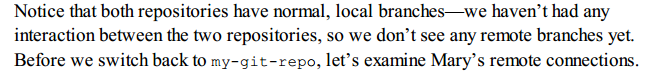 Notice that both repositories have normal, local branches—we haven’t had any
interaction between the two repositories, so we don’t see any remote branches yet.
Before we switch back to my-git-repo, let’s examine Mary’s remote connections.